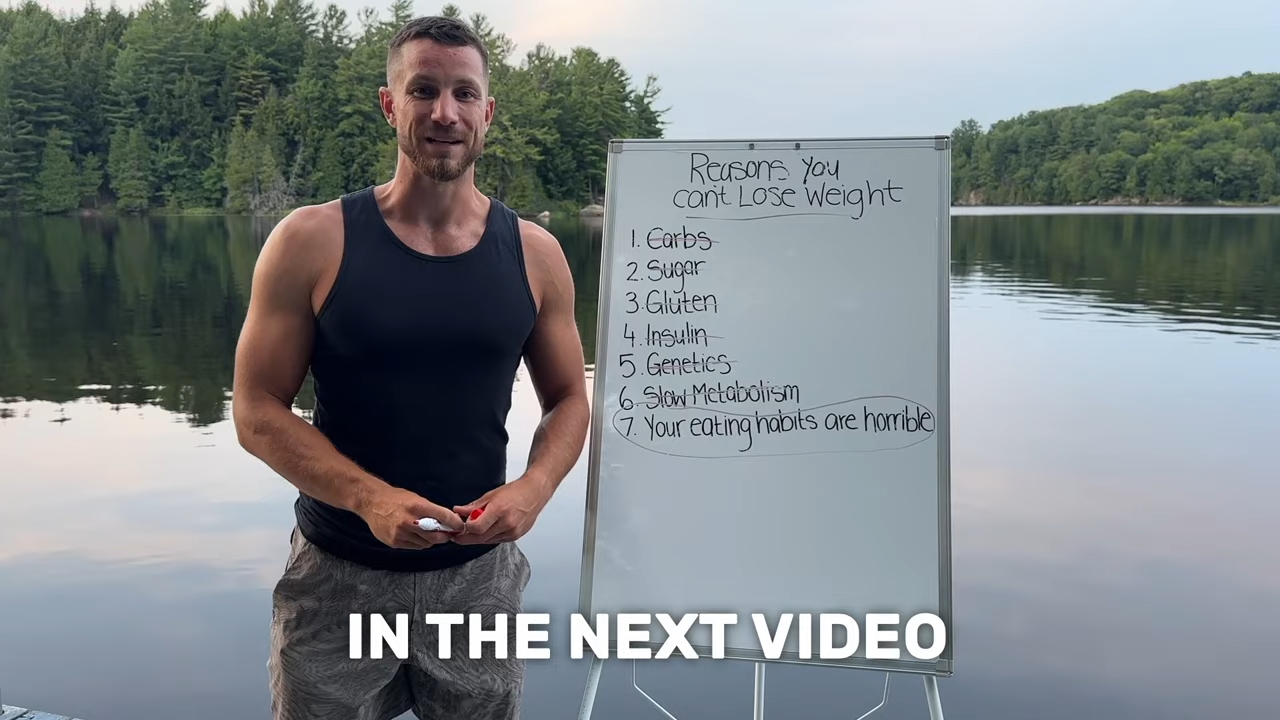 Reasons You
can't Lose Weight
1. Carbs
2. Sugar
3. Gluten
4. Insulin
5. Genetics
6. Slow Metabolism
7. Your eating habits are horrible
IN THE NEXT VIDEO